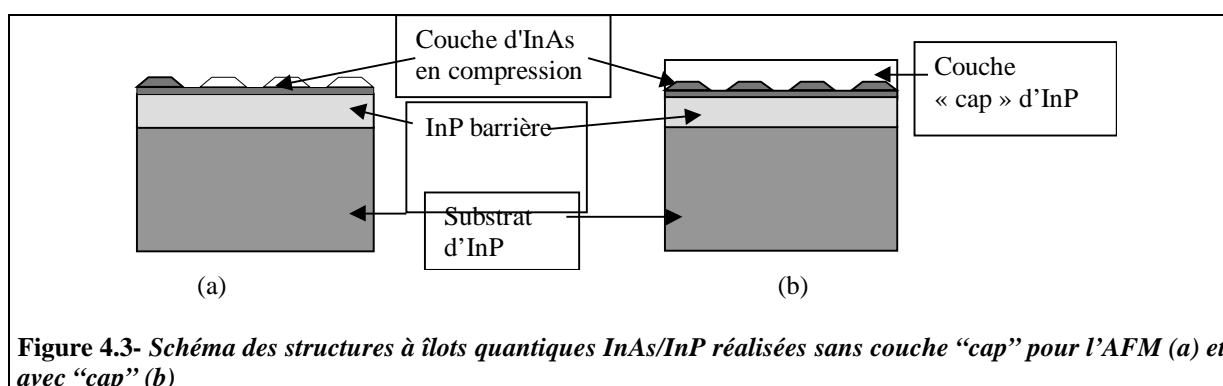 Couche d'InAs
en compression
Couche
« cap » d'InP
InP barrière
Substrat
d'InP
(a)
(b)
Figure 4.3- Schéma des structures à îlots quantiques InAs/InP réalisées sans couche “cap” pour l'AFM (a) et
avec “cap” (b)